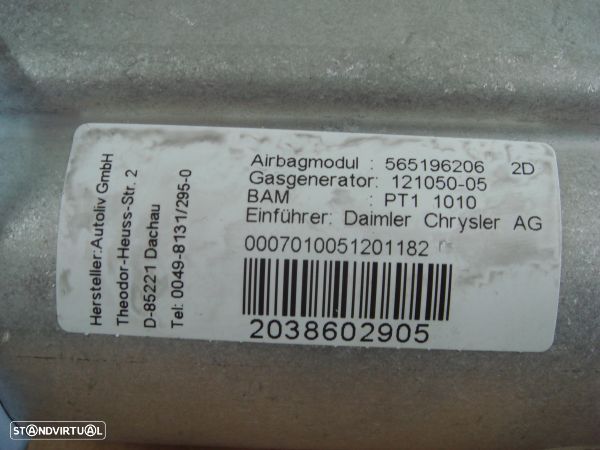 Hersteller:Autoliv GmbH
Theodor-Heuss-Str. 2
D-85221 Dachau
Tel: 0049-8131/295-0
Airbagmodul : 565196206 2D
Gasgenerator: 121050-05
BAM : PT1 1010
Einführer: Daimler Chrysler AG
0007010051201182
2038602905
STANDVIRTUAL